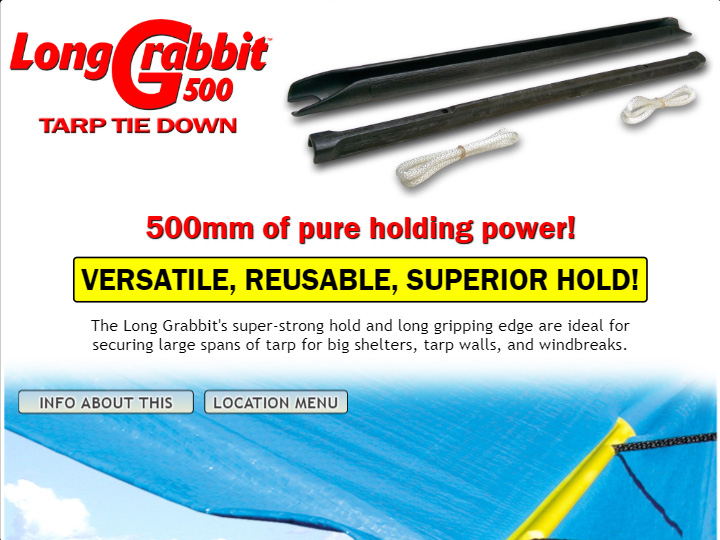 Long Grabbit™
500
TARP TIE DOWN
500mm of pure holding power!
VERSATILE, REUSABLE, SUPERIOR HOLD!
The Long Grabbit's super-strong hold and long gripping edge are ideal for
securing large spans of tarp for big shelters, tarp walls, and windbreaks.
INFO ABOUT THIS
LOCATION MENU